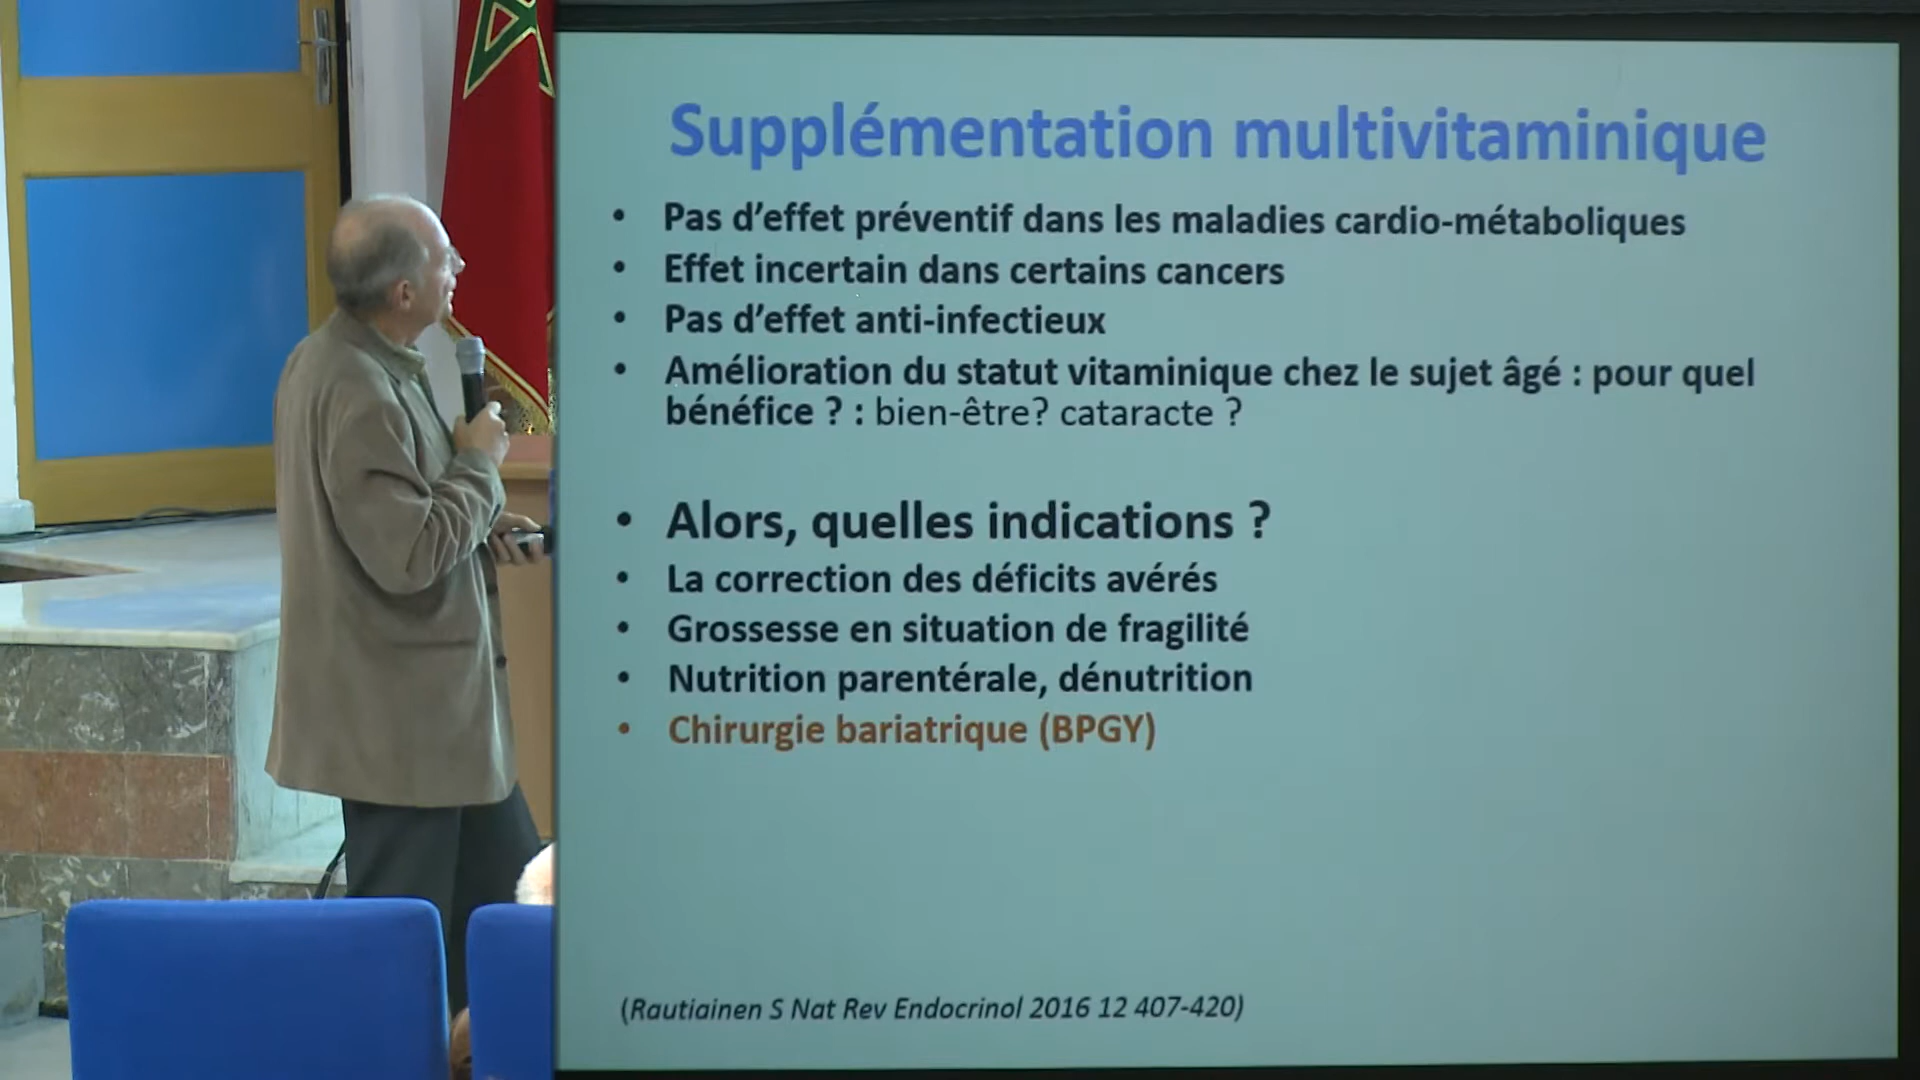 Supplémentation multivitaminique
• Pas d’effet préventif dans les maladies cardio-métaboliques
• Effet incertain dans certains cancers
• Pas d’effet anti-infectieux
• Amélioration du statut vitaminique chez le sujet âgé : pour quel
bénéfice ? : bien-être? cataracte ?
• Alors, quelles indications ?
• La correction des déficits avérés
• Grossesse en situation de fragilité
• Nutrition parentérale, dénutrition
• Chirurgie bariatrique (BPGY)
(Rautiainen S Nat Rev Endocrinol 2016 12 407-420)